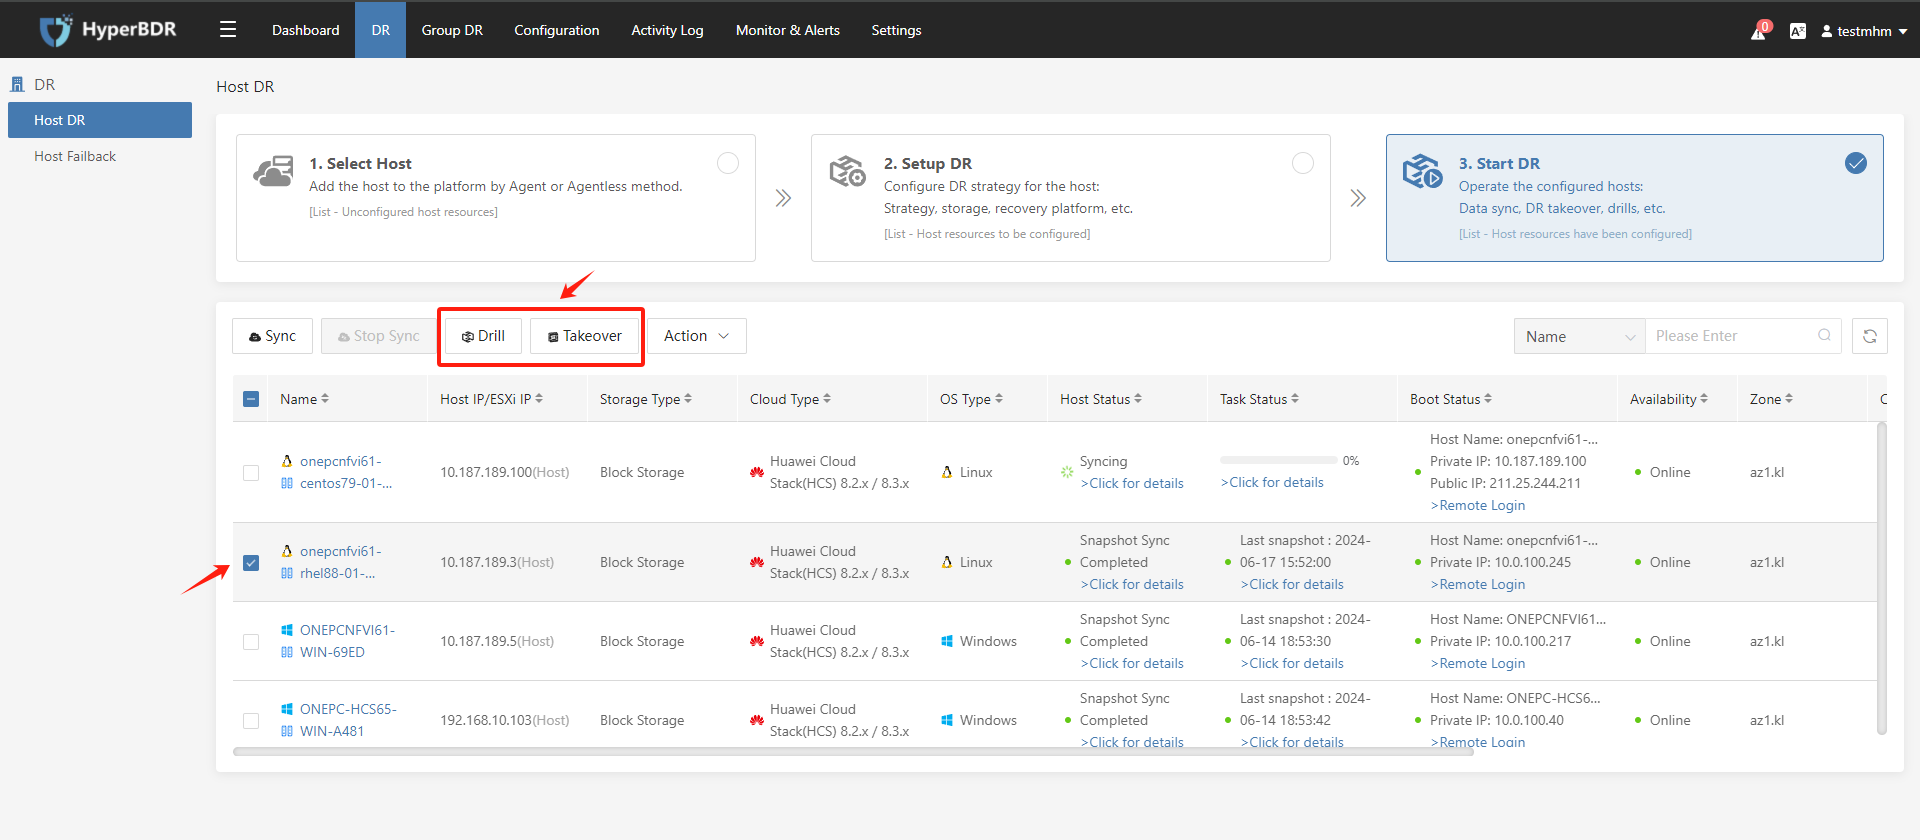 HyperBDR
Dashboard
DR
Group DR
Configuration
Activity Log
Monitor & Alerts
Settings
0
A
testmhm
DR
Host DR
Host Failback
Host DR
1. Select Host
Add the host to the platform by Agent or Agentless method.
[List - Unconfigured host resources]
2. Setup DR
Configure DR strategy for the host:
Strategy, storage, recovery platform, etc.
[List - Host resources to be configured]
3. Start DR
Operate the configured hosts:
Data sync, DR takeover, drills, etc.
[List - Host resources have been configured]
Sync
Stop Sync
Drill
Takeover
Action
Name
Please Enter
Name
Host IP/ESXi IP
Storage Type
Cloud Type
OS Type
Host Status
Task Status
Boot Status
Availability
Zone
onepcnfvi61-
centos79-01-...
10.187.189.100(Host)
Block Storage
Huawei Cloud
Stack(HCS) 8.2.x / 8.3.x
Linux
Syncing
>Click for details
0%
>Click for details
Host Name: onepcnfvi61-...
Private IP: 10.187.189.100
Public IP: 211.25.244.211
>Remote Login
Online
az1.kl
onepcnfvi61-
rhel88-01-...
10.187.189.3(Host)
Block Storage
Huawei Cloud
Stack(HCS) 8.2.x / 8.3.x
Linux
Snapshot Sync
Completed
>Click for details
Last snapshot : 2024-
06-17 15:52:00
>Click for details
Host Name: onepcnfvi61-...
Private IP: 10.0.100.245
>Remote Login
Online
az1.kl
ONEPCNFVI61-
WIN-69ED
10.187.189.5(Host)
Block Storage
Huawei Cloud
Stack(HCS) 8.2.x / 8.3.x
Windows
Snapshot Sync
Completed
>Click for details
Last snapshot : 2024-
06-14 18:53:30
>Click for details
Host Name: ONEPCNFVI61...
Private IP: 10.0.100.217
>Remote Login
Online
az1.kl
ONEPC-HCS65-
WIN-A481
192.168.10.103(Host)
Block Storage
Huawei Cloud
Stack(HCS) 8.2.x / 8.3.x
Windows
Snapshot Sync
Completed
>Click for details
Last snapshot : 2024-
06-14 18:53:42
>Click for details
Host Name: ONEPC-HCS6...
Private IP: 10.0.100.40
>Remote Login
Online
az1.kl